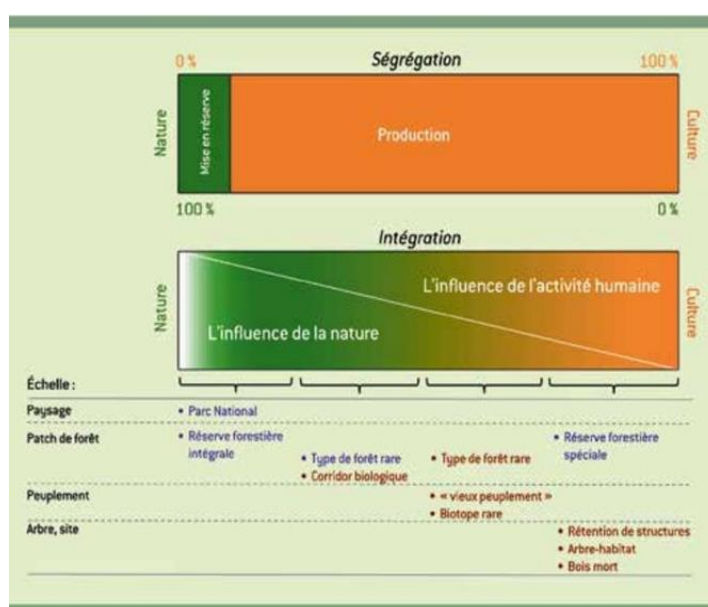 Ségrégation
0 % 100 %
Nature
Mise en réserve
Production
Culture
100 % 0 %
Intégration
Nature
L'influence de l'activité humaine
L'influence de la nature
Culture
Échelle :
Paysage
• Parc National
Patch de forêt
• Réserve forestière
intégrale
• Type de forêt rare
• Corridor biologique
• Type de forêt rare
• Réserve forestière
spéciale
Peuplement
• « vieux peuplement »
• Biotope rare
Arbre, site
• Rétention de structures
• Arbre-habitat
• Bois mort